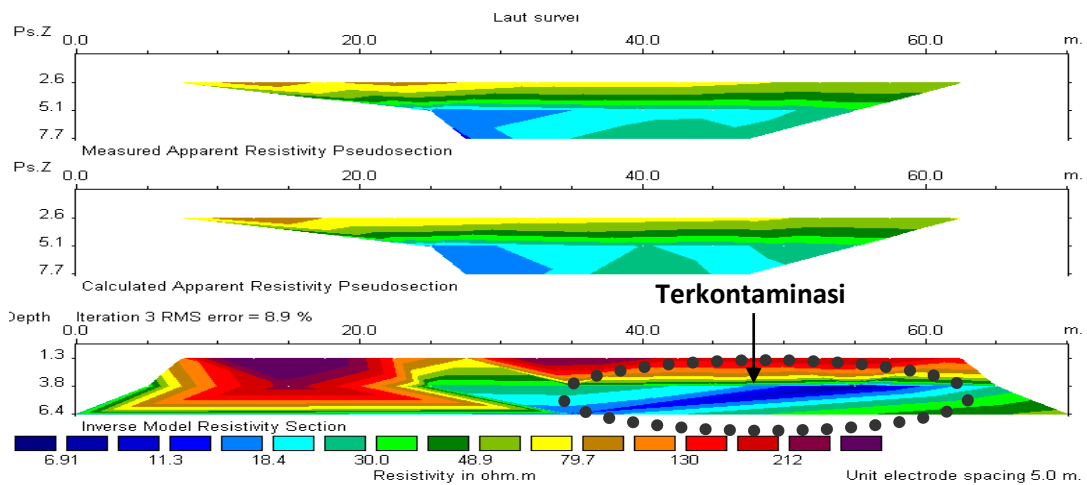 Laut survei
Ps.Z 0.0 20.0 40.0 60.0 m.
2.6
5.1
7.7
Measured Apparent Resistivity Pseudosection
Ps.Z 0.0 20.0 40.0 60.0 m.
2.6
5.1
7.7
Calculated Apparent Resistivity Pseudosection
Terkontaminasi
Depth Iteration 3 RMS error = 8.9 %
0.0 20.0 40.0 60.0 m.
1.3
3.8
6.4
Inverse Model Resistivity Section
6.91 11.3 18.4 30.0 48.9 79.7 130 212
Resistivity in ohm.m Unit electrode spacing 5.0 m.